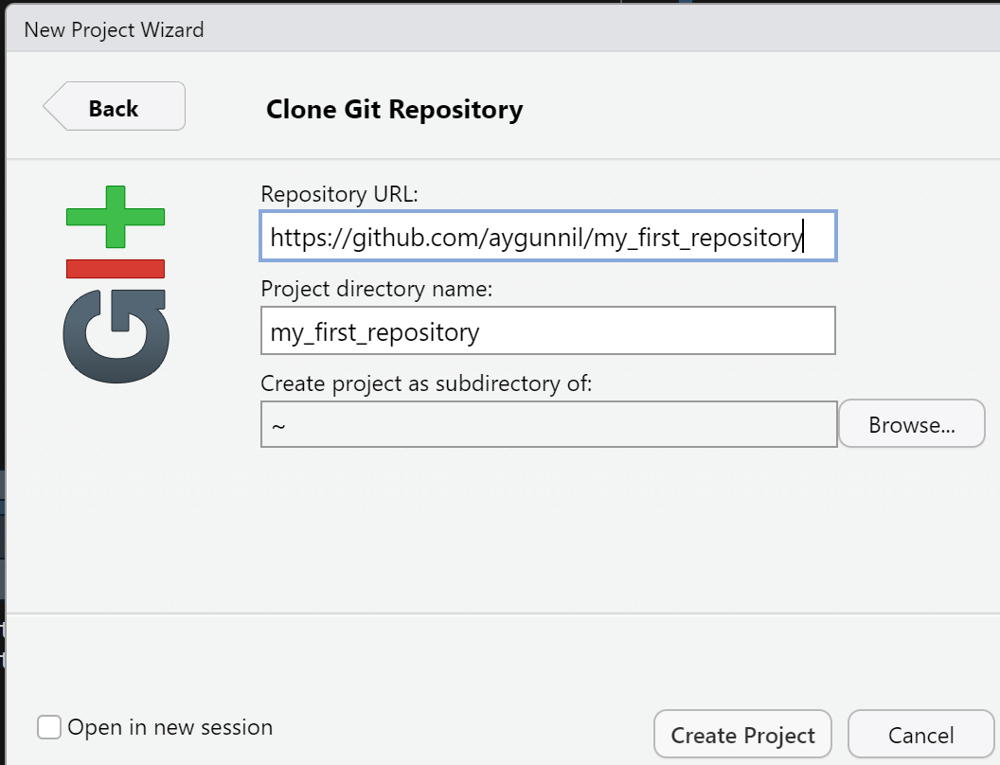 New Project Wizard
Back
Clone Git Repository
GIt
Repository URL:
https://github.com/aygunnil/my_first_repository
Project directory name:
my_first_repository
Create project as subdirectory of:
~
Browse...
Open in new session
Create Project
Cancel